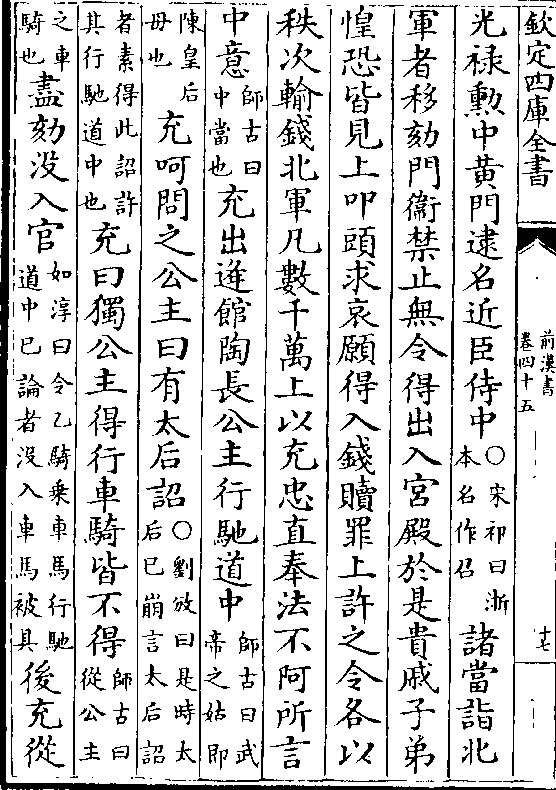 欽定四庫全書
前漢書
卷四十五
十七
光祿勲中黄門逮名近臣侍中○宋祁曰浙本名作召諸當詣北
軍者移劾門衞禁止無令得出入宫殿於是貴戚子弟
惶恐皆見上叩頭求哀願得入錢贖罪上許之令各以
秩次輸錢北軍凡數千萬上以充忠直奉法不阿所言
中意師古曰中當也充出逢館陶長公主行馳道中師古曰武帝之姑即
陳皇后母也充呵問之公主曰有太后詔○劉攽曰是時太后已崩言太后詔
者素得此詔許其行馳道中也充曰獨公主得行車騎皆不得師古曰從公主
之車騎也盡劾没入官如淳曰令乙騎乗車馬行馳道中已論者没入車馬被具後充從